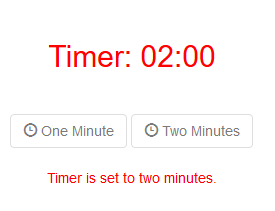 Timer: 02:00
One Minute Two Minutes
Timer is set to two minutes.